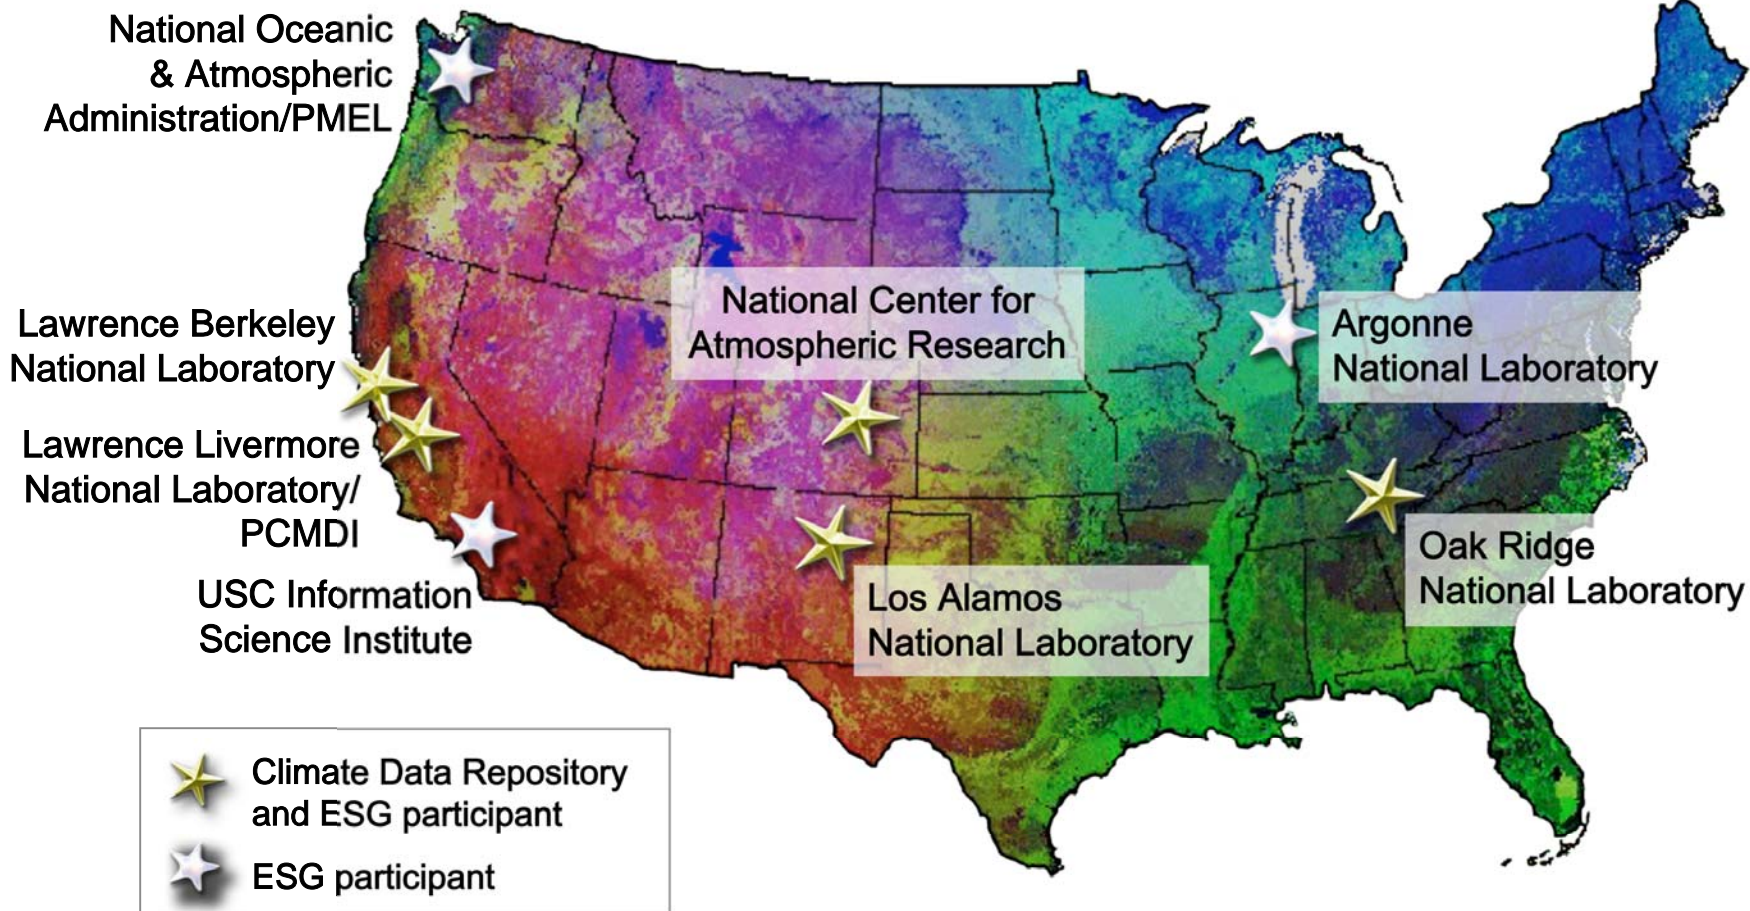 National Oceanic
& Atmospheric
Administration/PMEL
Lawrence Berkeley
National Laboratory
Lawrence Livermore
National Laboratory/
PCMDI
USC Information
Science Institute
National Center for
Atmospheric Research
Argonne
National Laboratory
Los Alamos
National Laboratory
Oak Ridge
National Laboratory
Climate Data Repository
and ESG participant
ESG participant